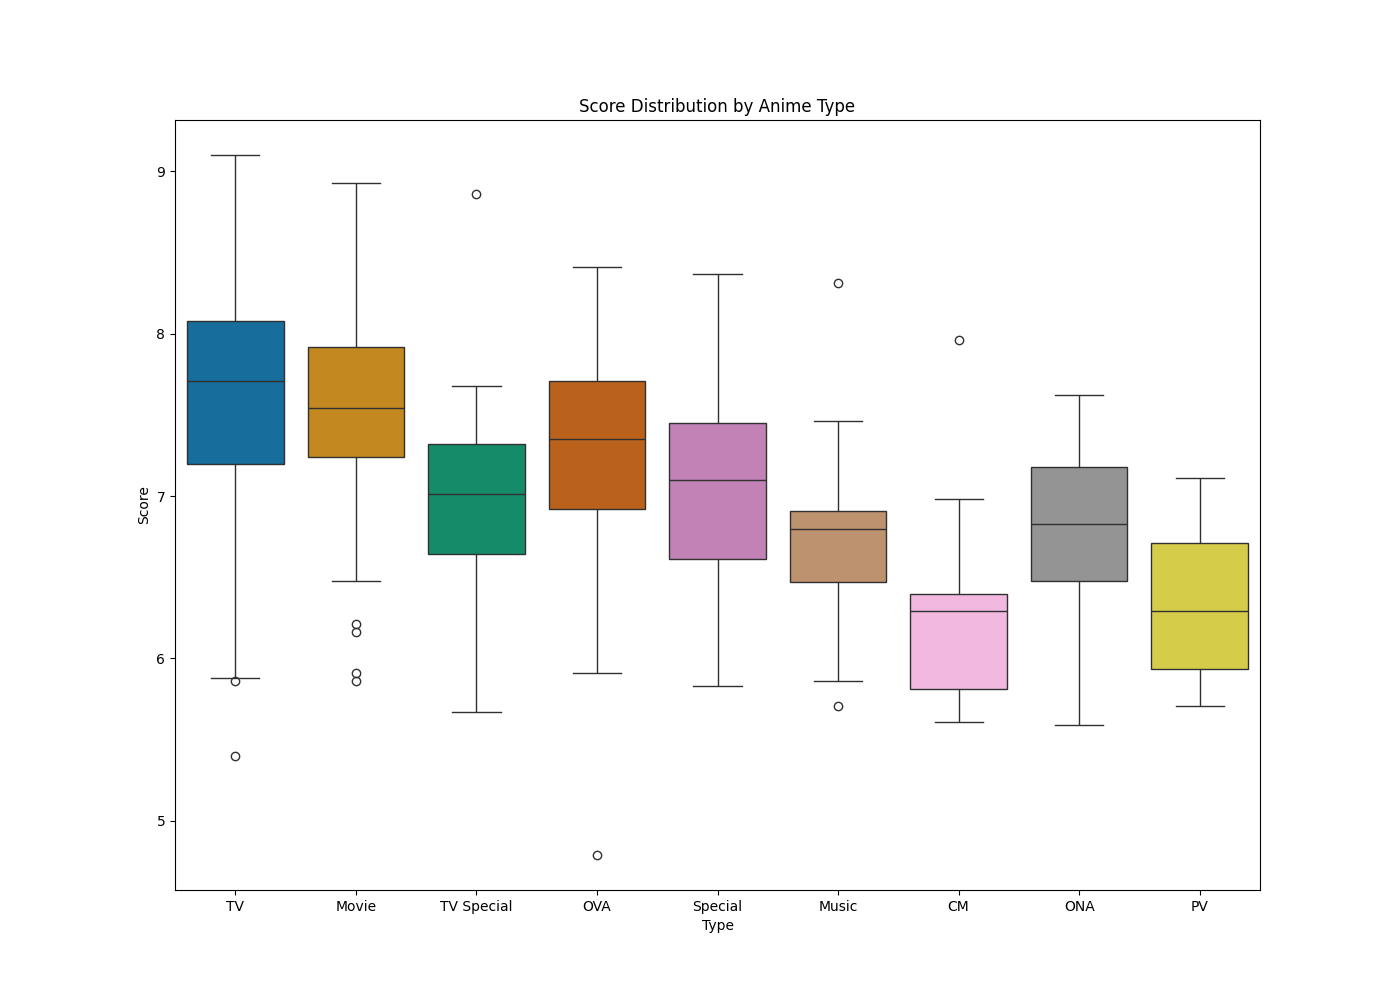 Score Distribution by Anime Type
9
8
7
6
5
Score
TV Movie TV Special OVA Special Music CM ONA PV
Type